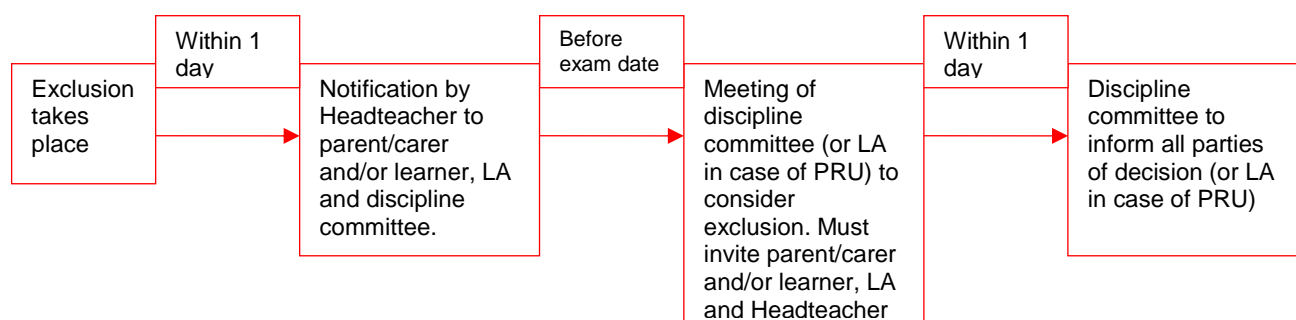 Exclusion
takes
place
Within 1
day
Notification by
Headteacher to
parent/carer
and/or learner, LA
and discipline
committee.
Before
exam date
Meeting of
discipline
committee (or LA
in case of PRU) to
consider
exclusion. Must
invite parent/carer
and/or learner, LA
and Headteacher
Within 1
day
Discipline
committee to
inform all parties
of decision (or LA
in case of PRU)